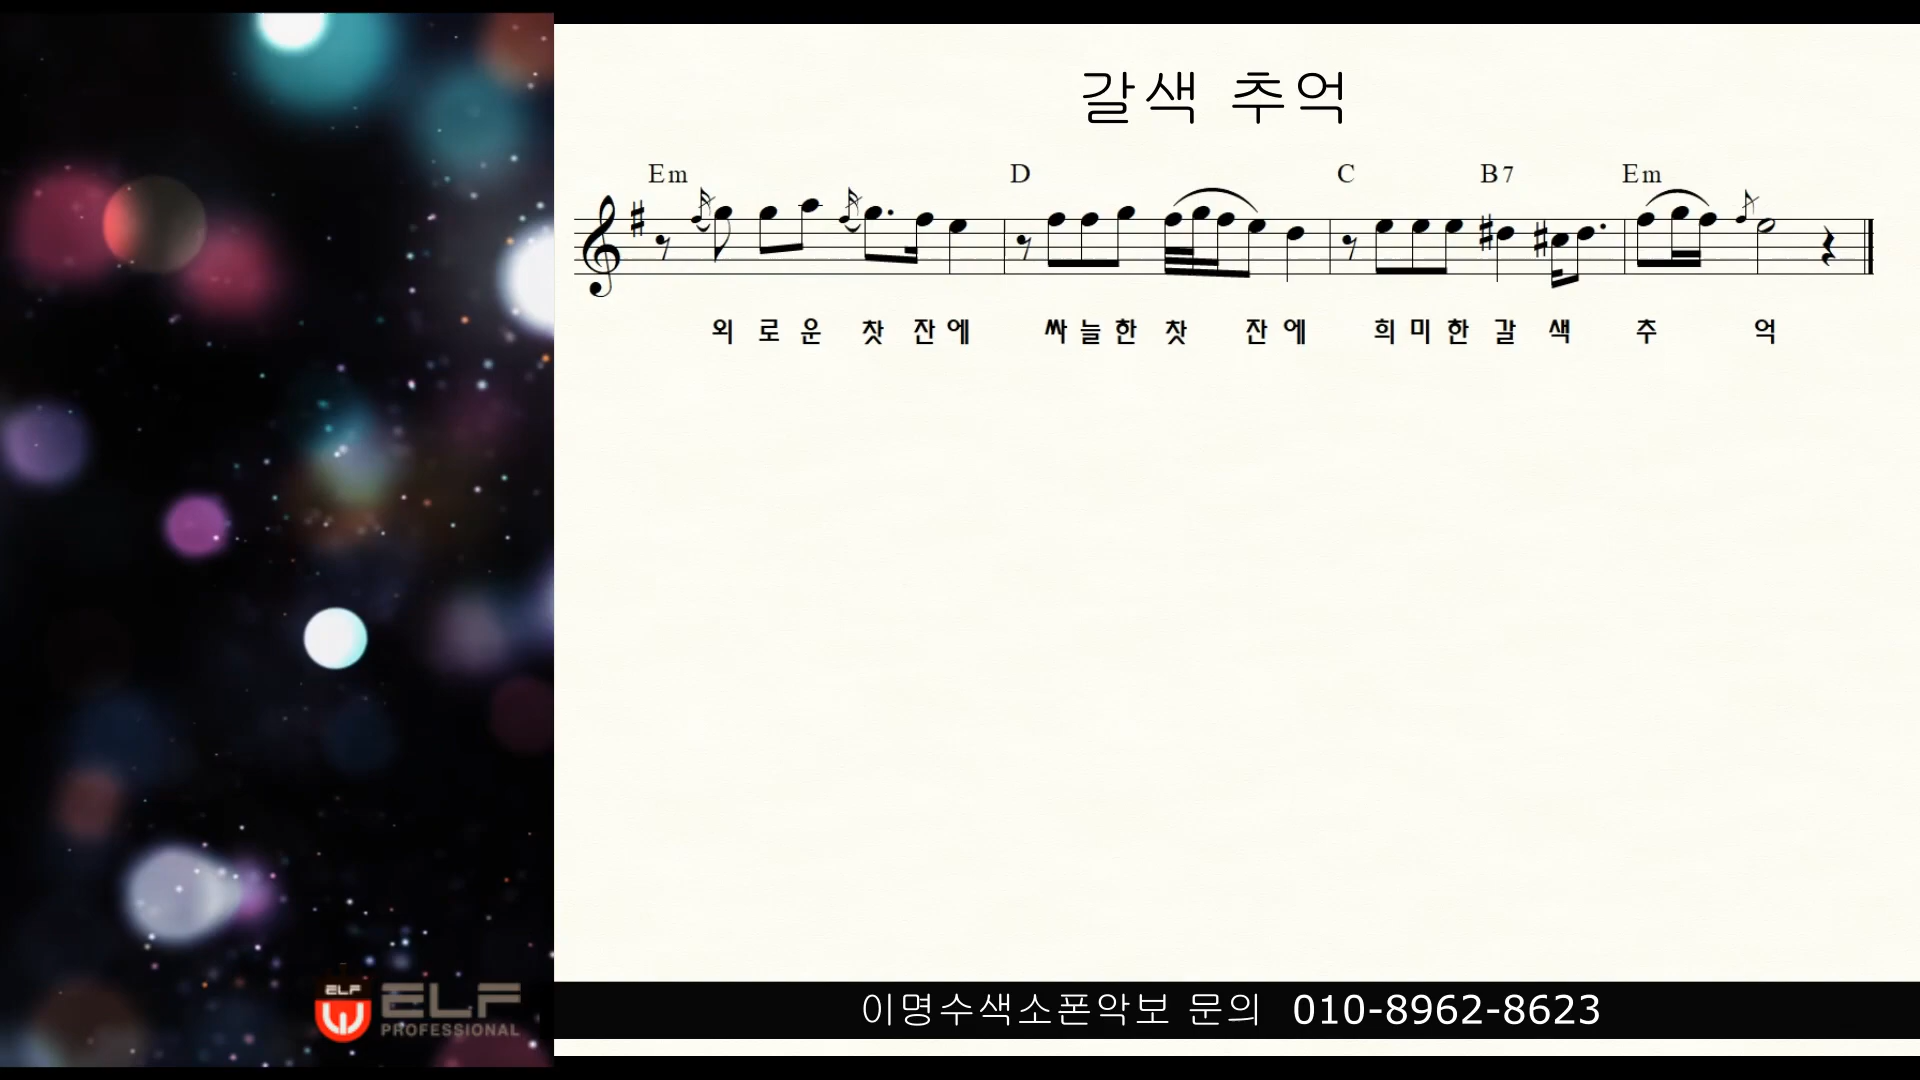 갈색 추억
Em D C B7 Em
외 로 운 찻 잔 에 싸 늘 한 찻 잔 에 희 미 한 갈 색 추 억
ELF ELF
PROFESSIONAL
이명수색소폰악보 문의 010-8962-8623